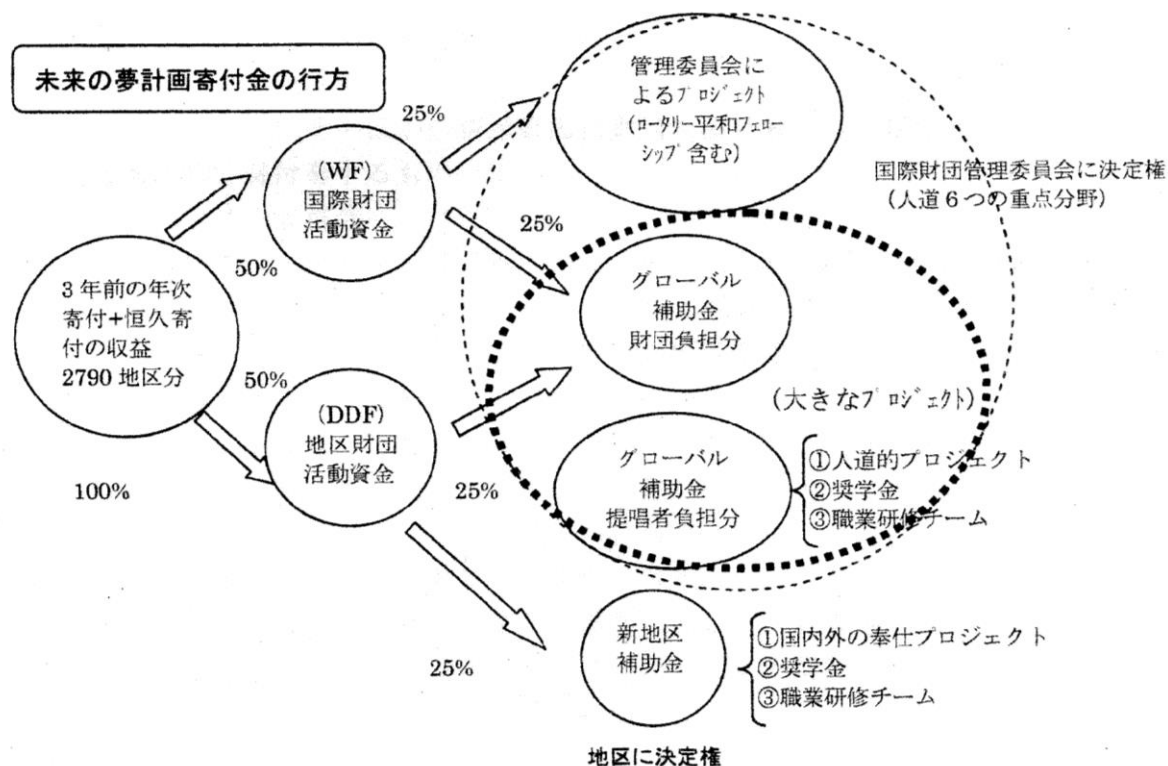 未来の夢計画寄付金の行方
25%
管理委員会に
よるプロジェクト
(ロータリー平和フェロー
シップ含む)
国際財団管理委員会に決定権
(人道6つの重点分野)
(WF)
国際財団
活動資金
50%
25%
3年前の年次
寄付+恒久寄
付の収益
2790地区分
100%
50%
(DDF)
地区財団
活動資金
25%
グローバル
補助金
財団負担分
(大きなプロジェクト)
グローバル
補助金
提唱者負担分
①人道的プロジェクト
②奨学金
③職業研修チーム
25%
新地区
補助金
①国内外の奉仕プロジェクト
②奨学金
③職業研修チーム
地区に決定権